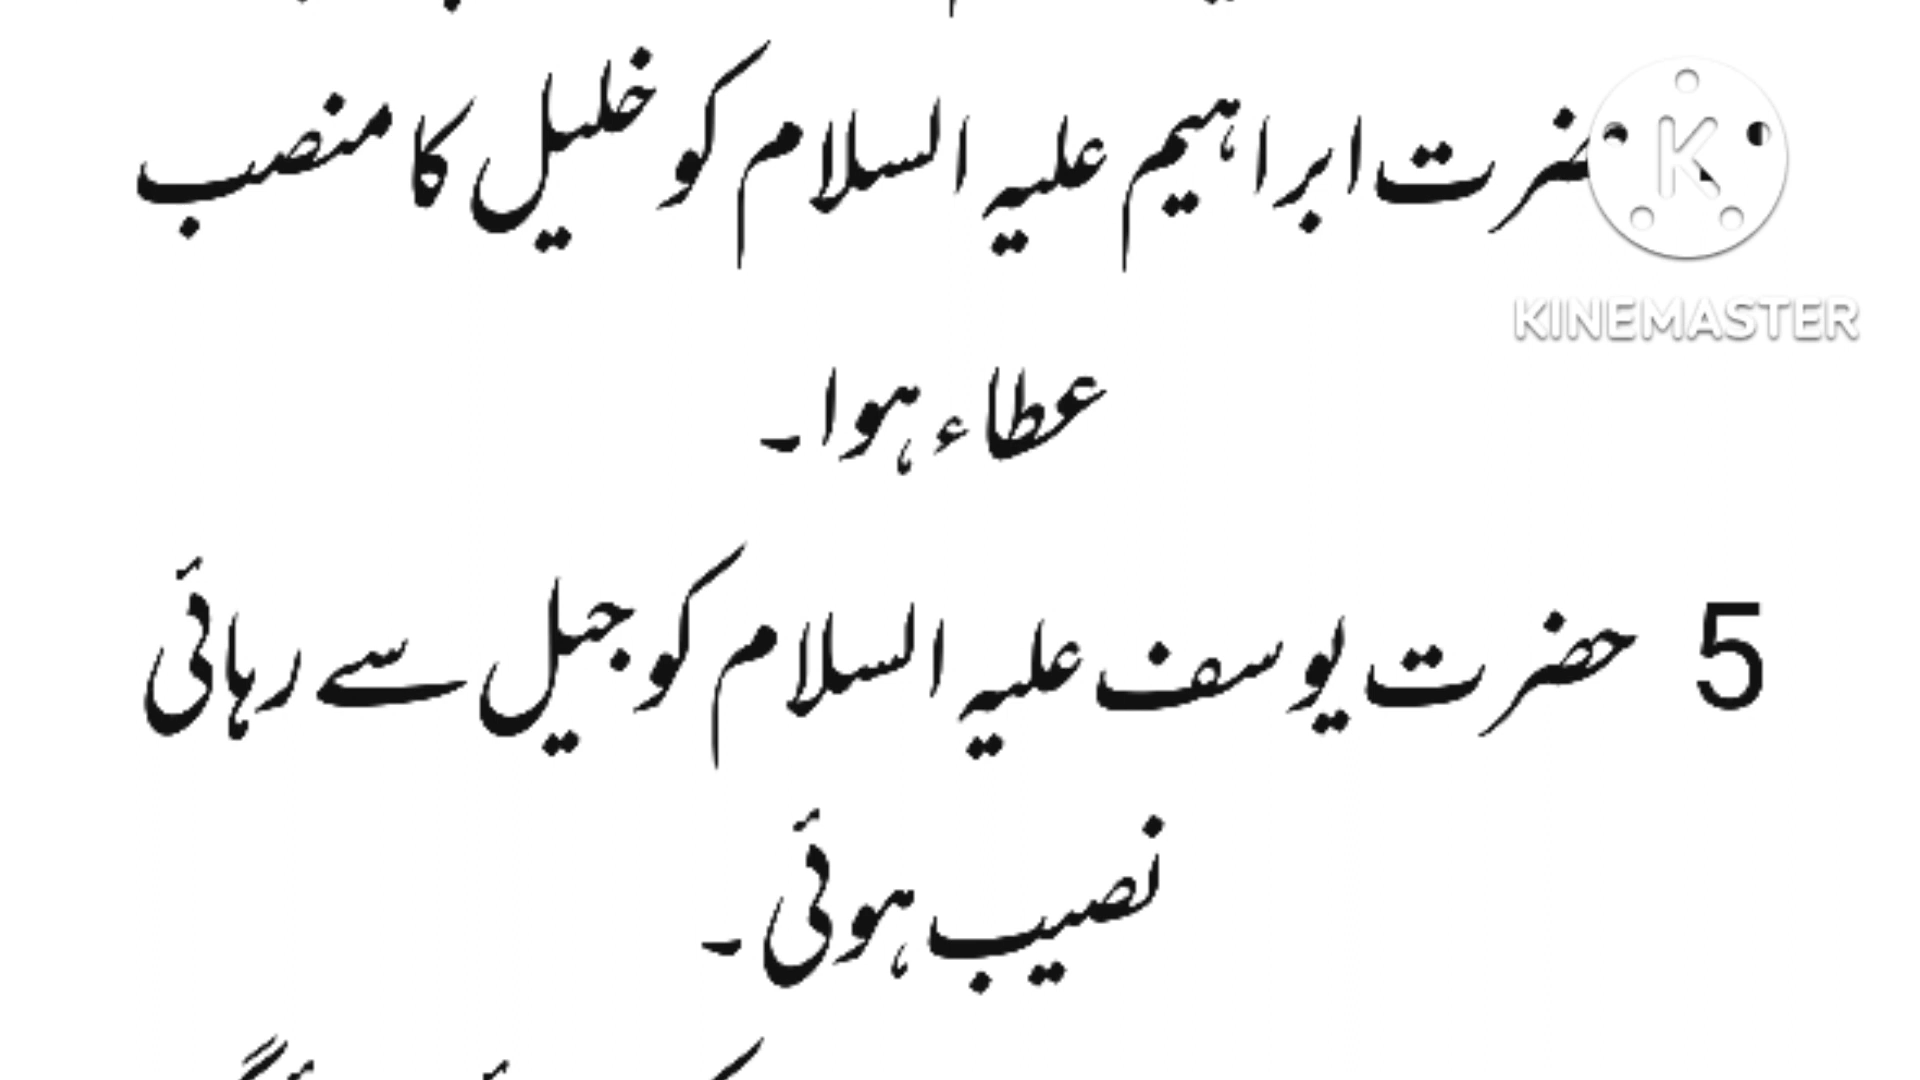 حضرت ابراہیم علیہ السلام کو خلیل کا منصب
KINEMASTER
عطاء ہوا۔
5 حضرت یوسف علیہ السلام کو جیل سے رہائی
نصیب ہوئی۔